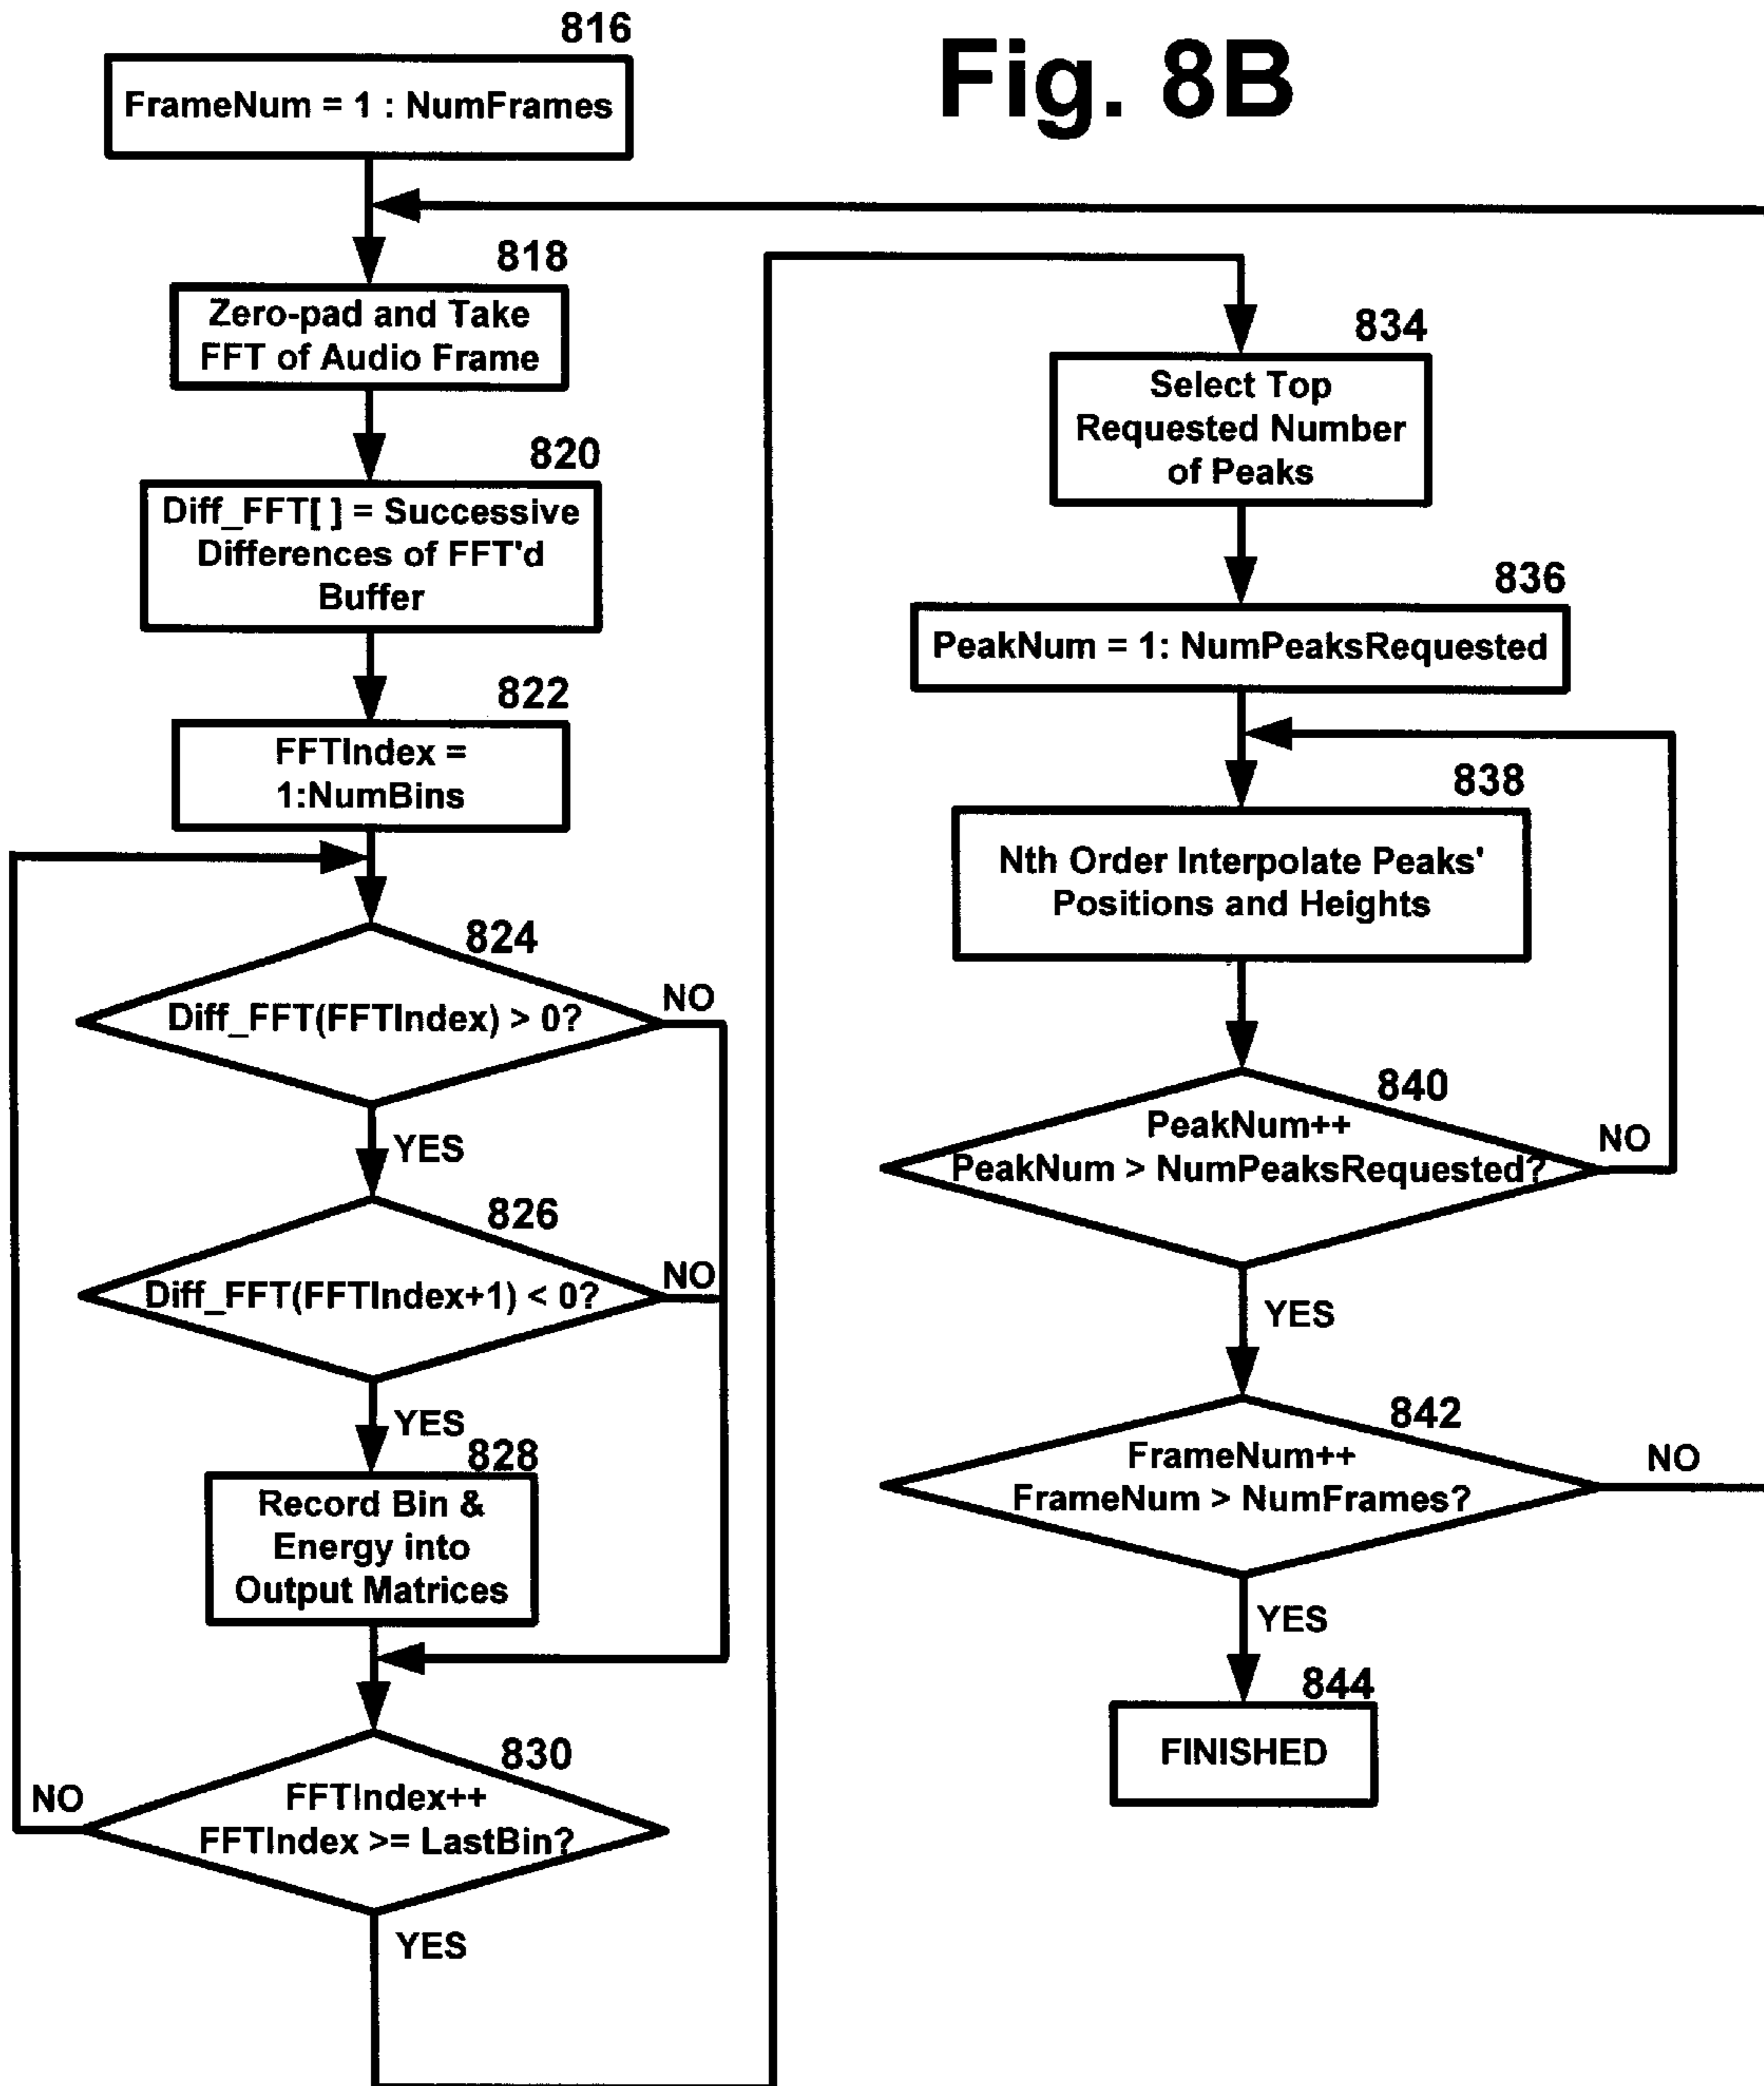 Fig. 8B
816
FrameNum = 1 : NumFrames
818
Zero-pad and Take
FFT of Audio Frame
820
Diff_FFT[ ] = Successive
Differences of FFT'd
Buffer
822
FFTIndex =
1:NumBins
824
Diff_FFT(FFTIndex) > 0?
NO
YES
826
Diff_FFT(FFTIndex+1) < 0?
NO
YES
828
Record Bin &
Energy into
Output Matrices
830
FFTIndex++
FFTIndex >= LastBin?
NO
YES
834
Select Top
Requested Number
of Peaks
836
PeakNum = 1: NumPeaksRequested
838
Nth Order Interpolate Peaks'
Positions and Heights
840
PeakNum++
PeakNum > NumPeaksRequested?
NO
YES
842
FrameNum++
FrameNum > NumFrames?
NO
YES
844
FINISHED